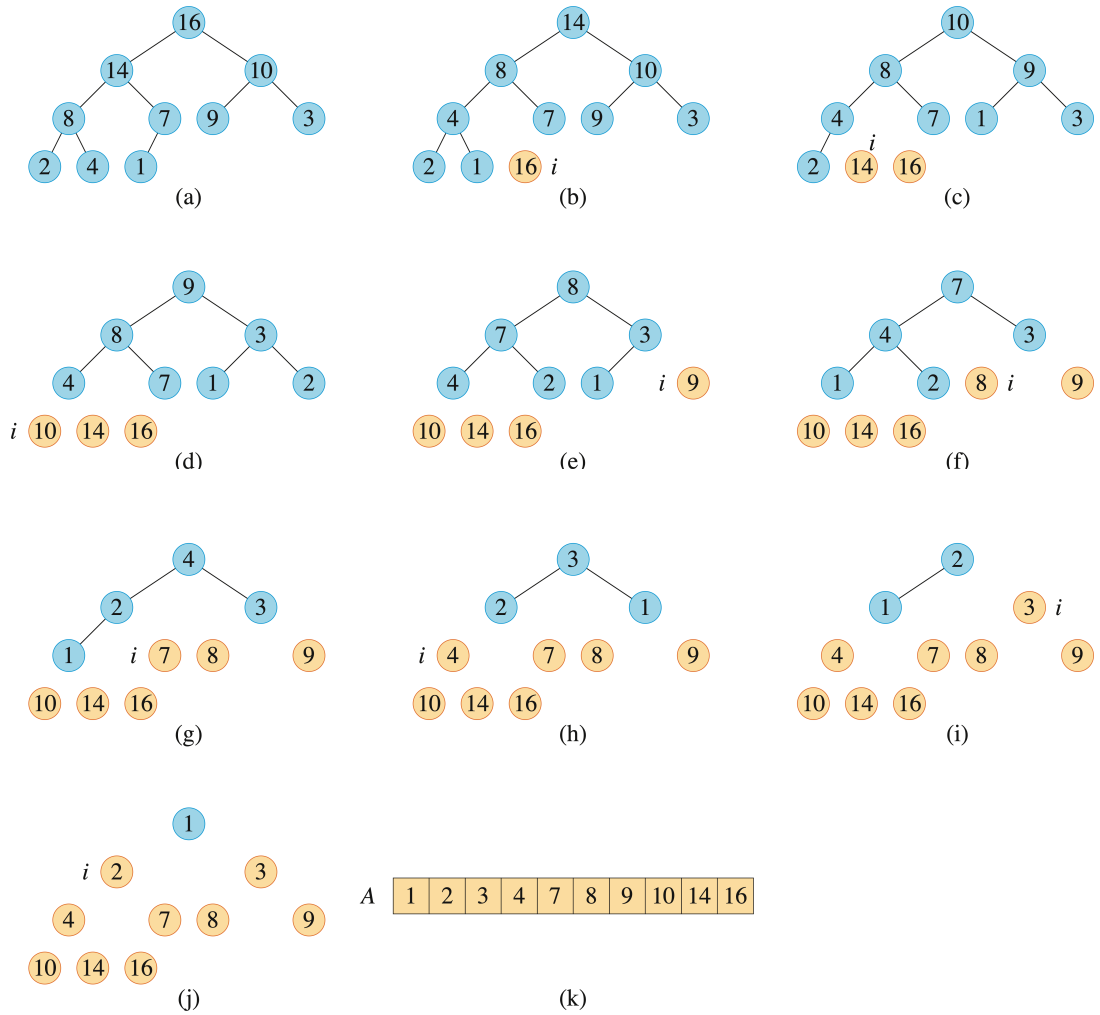 16 14 10
14 10 8 10 8 9
8 7 9 3 4 7 9 3 4 7 1 3
i
2 4 1 2 1 16 i 2 14 16
(a) (b) (c)
9 8 7
8 3 7 3 4 3
4 7 1 2 4 2 1 i 9 1 2 8 i 9
i 10 14 16 10 14 16 10 14 16
(d) (e) (f)
4 3 2
2 3 2 1 1 3 i
1 i 7 8 9 i 4 7 8 9 4 7 8 9
10 14 16 10 14 16 10 14 16
(g) (h) (i)
1
i 2 3
A 1 2 3 4 7 8 9 10 14 16
4 7 8 9
10 14 16
(j) (k)